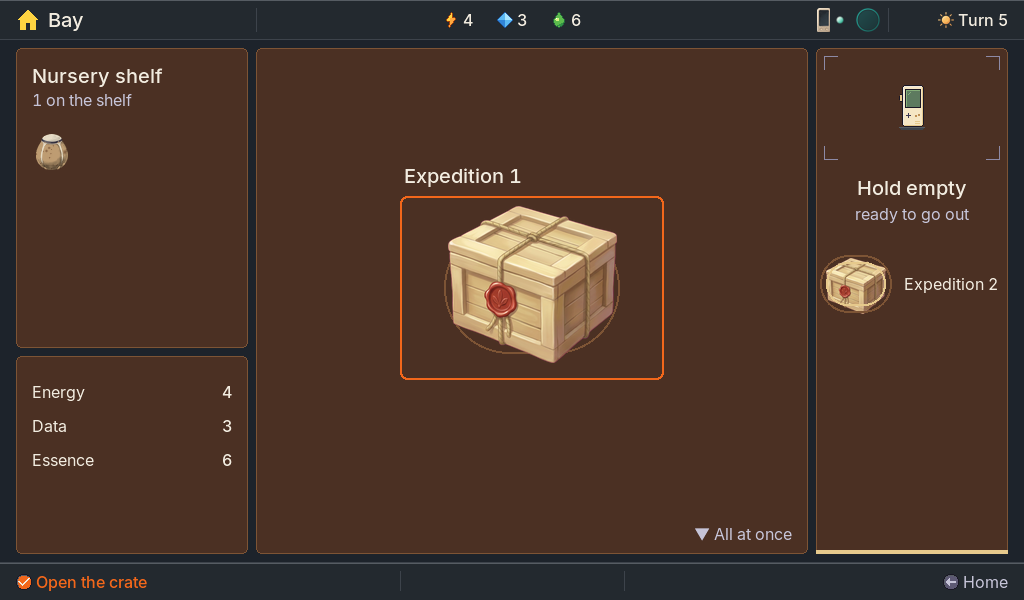 Bay
4
3
6
Turn 5
Nursery shelf
1 on the shelf
Energy 4
Data 3
Essence 6
Expedition 1
All at once
Hold empty
ready to go out
Expedition 2
Open the crate
Home